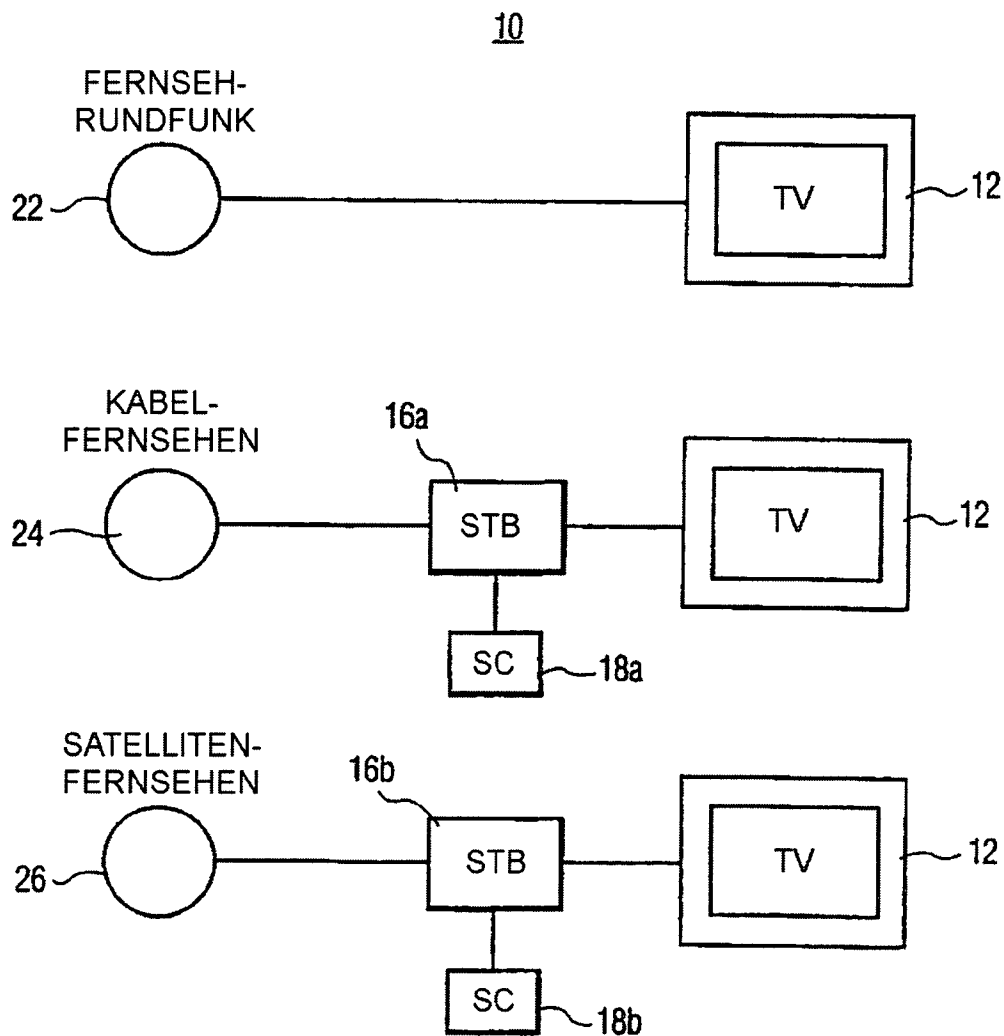 10
FERNSEH-
RUNDFUNK
22
TV
12
KABEL-
FERNSEHEN
16a
24
STB
TV
12
SC
18a
SATELLITEN-
FERNSEHEN
16b
26
STB
TV
12
SC
18b